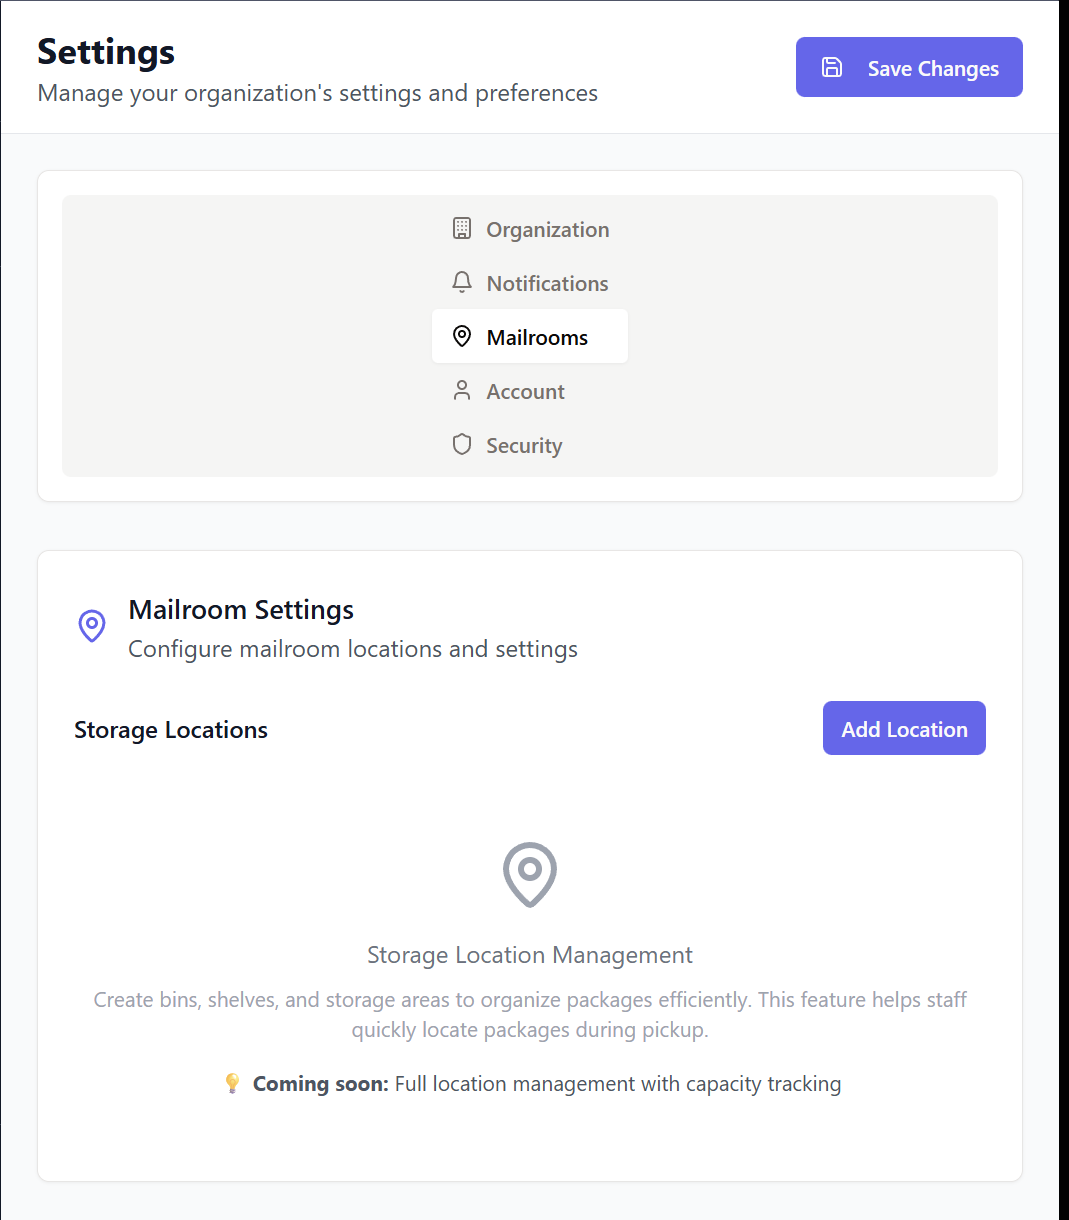 Settings
Manage your organization's settings and preferences
Save Changes
Organization
Notifications
Mailrooms
Account
Security
Mailroom Settings
Configure mailroom locations and settings
Storage Locations
Add Location
Storage Location Management
Create bins, shelves, and storage areas to organize packages efficiently. This feature helps staff
quickly locate packages during pickup.
💡 Coming soon: Full location management with capacity tracking